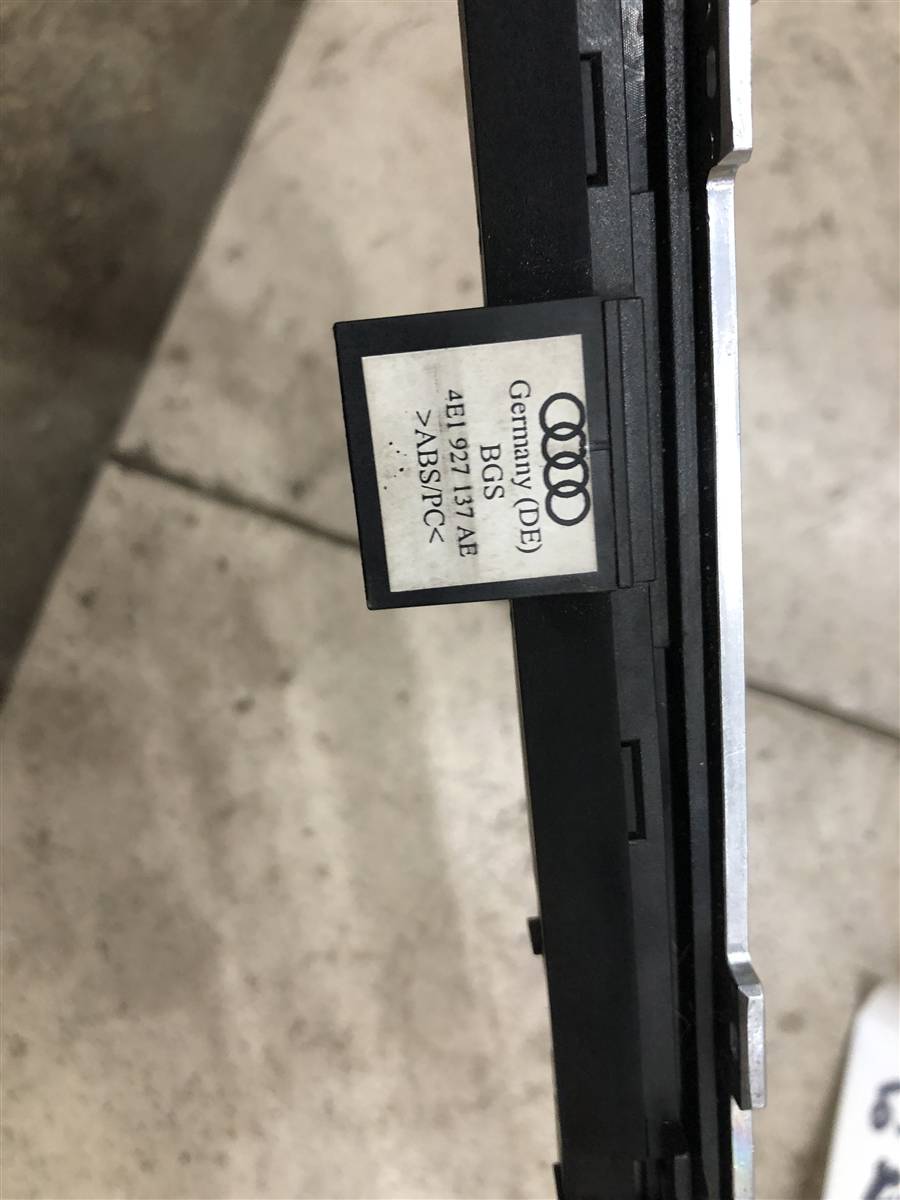 Germany (DE)
BGS
4E1 927 137 AE
>ABS/PC<